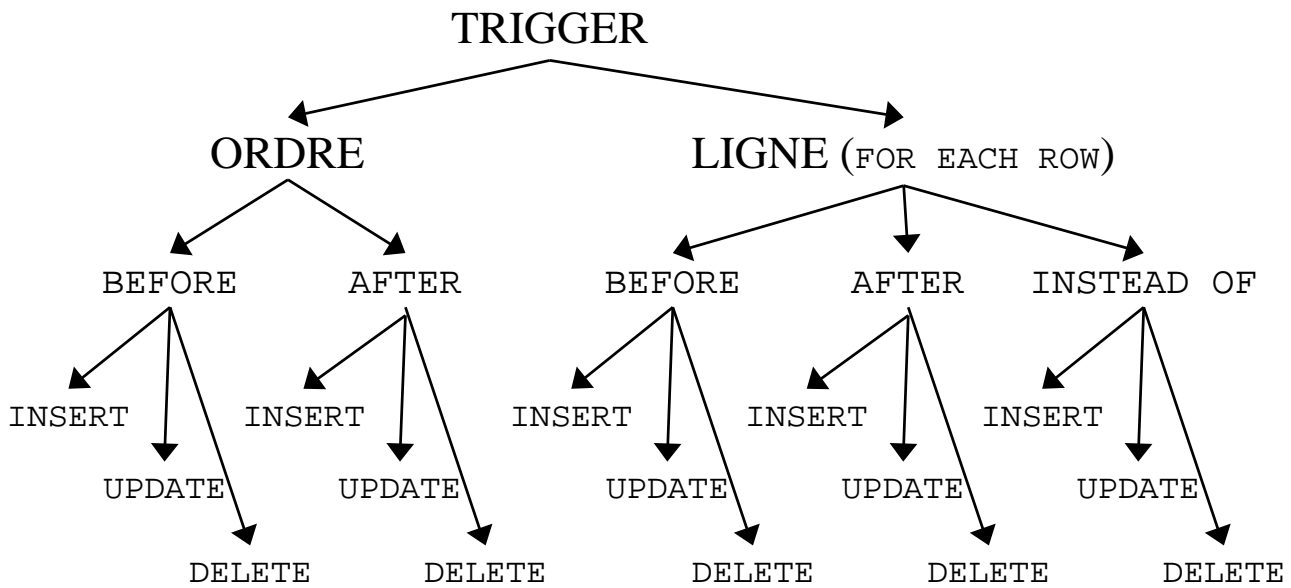 TRIGGER
ORDRE LIGNE (FOR EACH ROW)
BEFORE AFTER BEFORE AFTER INSTEAD OF
INSERT INSERT INSERT INSERT INSERT
UPDATE UPDATE UPDATE UPDATE UPDATE
DELETE DELETE DELETE DELETE DELETE